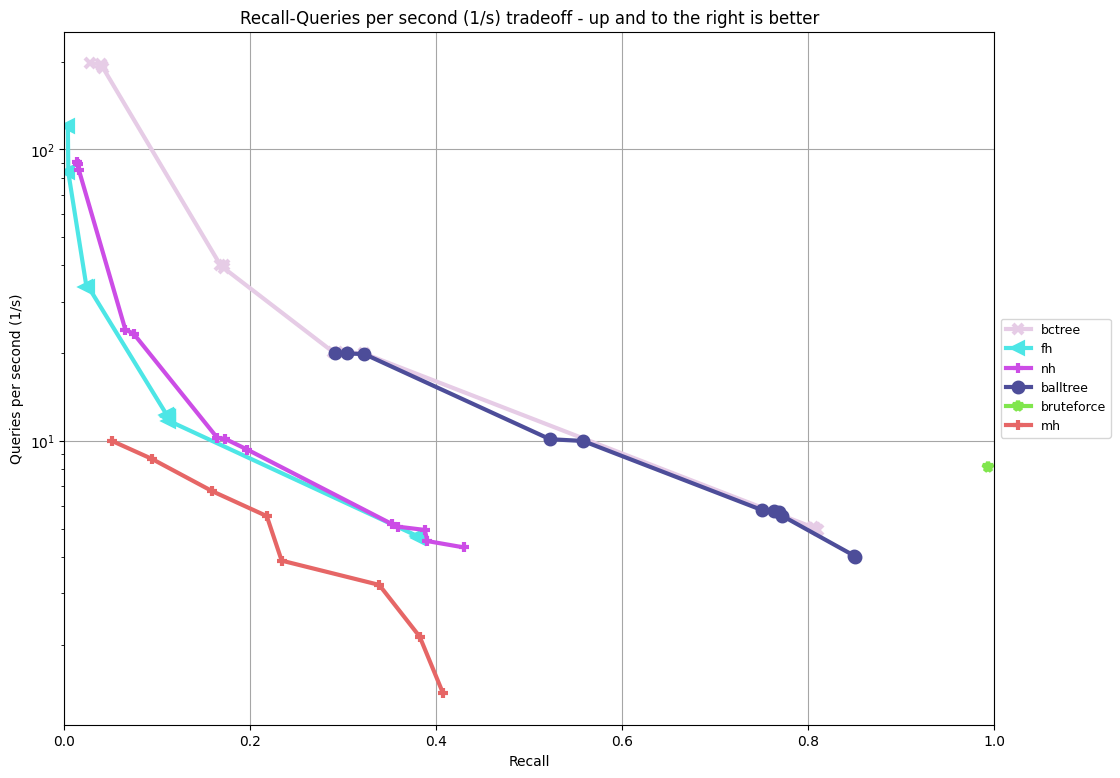 Recall-Queries per second (1/s) tradeoff - up and to the right is better
Queries per second (1/s)
10²
10¹
0.0 0.2 0.4 0.6 0.8 1.0
Recall
bctree
fh
nh
balltree
bruteforce
mh